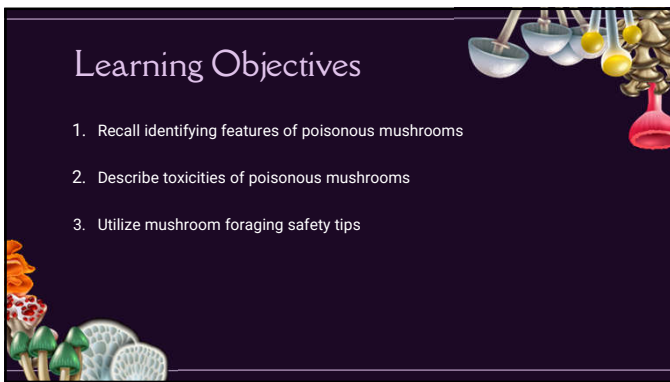 Learning Objectives
1. Recall identifying features of poisonous mushrooms
2. Describe toxicities of poisonous mushrooms
3. Utilize mushroom foraging safety tips